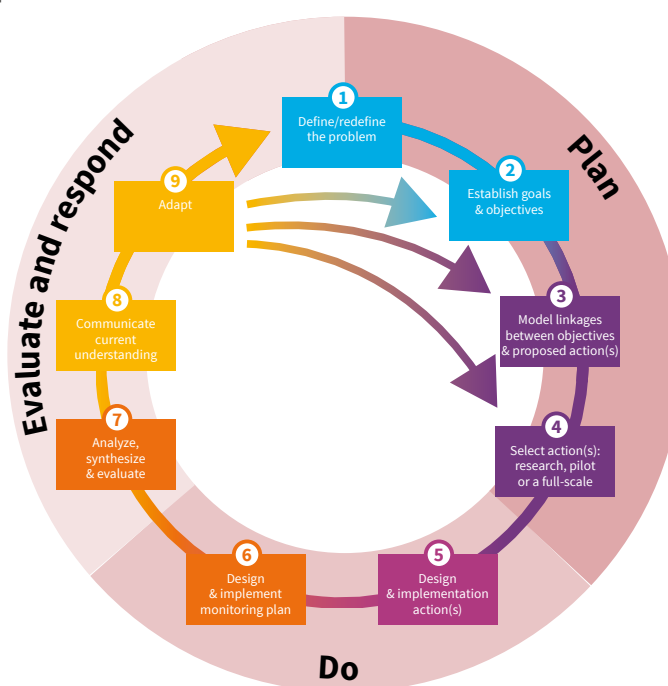 Plan
Do
Evaluate and respond
1
Define/redefine
the problem
2
Establish goals
& objectives
3
Model linkages
between objectives
& proposed action(s)
4
Select action(s):
research, pilot
or a full-scale
5
Design
& implementation
action(s)
6
Design
& implement
monitoring plan
7
Analyze,
synthesize
& evaluate
8
Communicate
current
understanding
9
Adapt